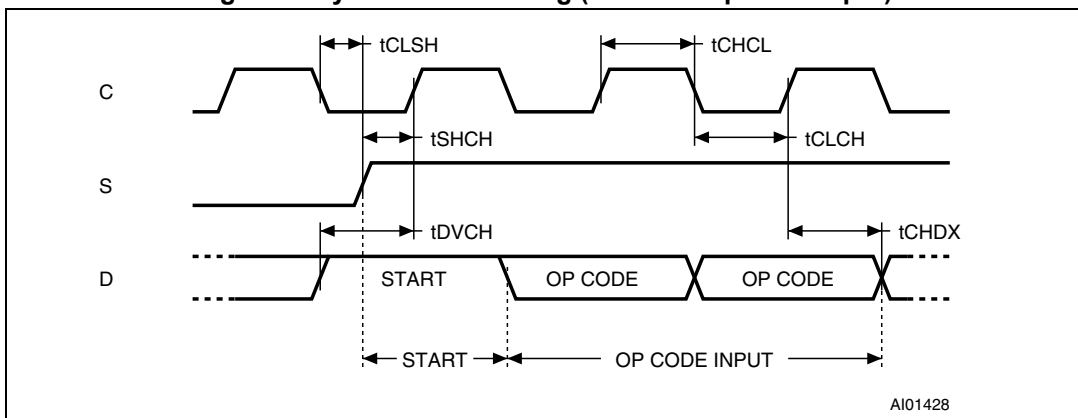 tCLSH
tCHCL
C
tSHCH
tCLCH
S
tDVCH
tCHDX
D
START
OP CODE
OP CODE
START
OP CODE INPUT
AI01428